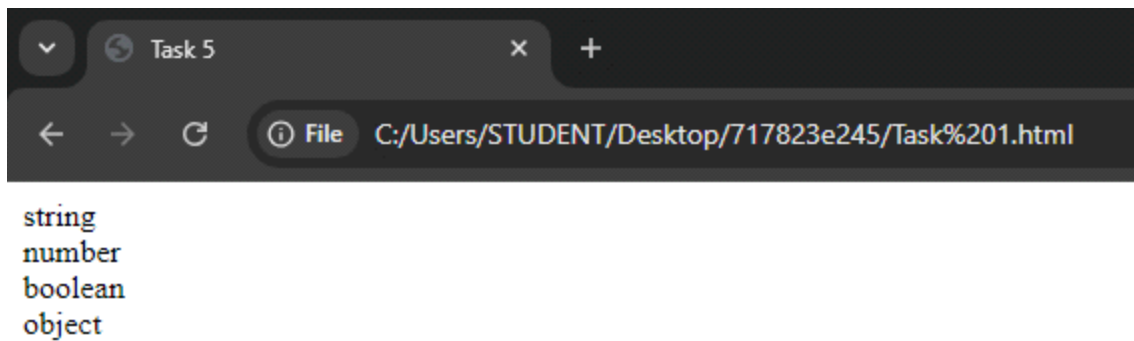 Task 5
File C:/Users/STUDENT/Desktop/717823e245/Task%201.html
string
number
boolean
object